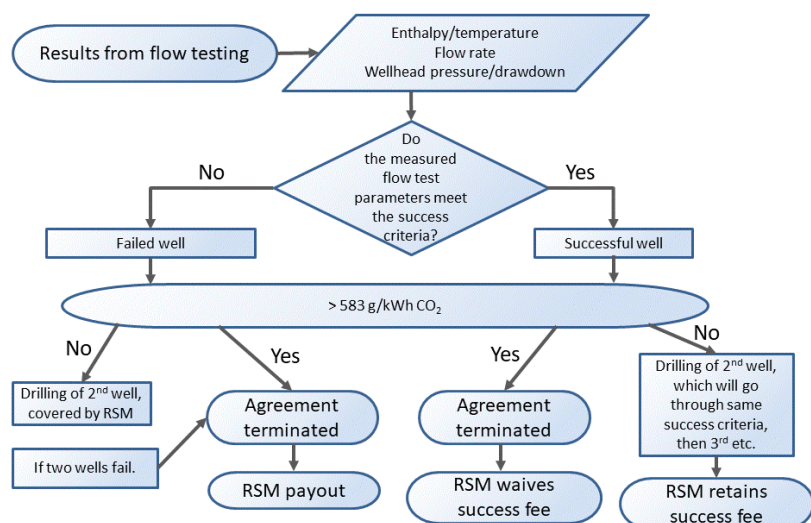 Results from flow testing
Enthalpy/temperature
Flow rate
Wellhead pressure/drawdown
Do
the measured
flow test
parameters meet
the success
criteria?
No
Yes
Failed well
Successful well
> 583 g/kWh CO₂
No
Yes
Yes
No
Drilling of 2ⁿᵈ well,
covered by RSM
Agreement
terminated
Agreement
terminated
Drilling of 2ⁿᵈ well,
which will go
through same
success criteria,
then 3ʳᵈ etc.
If two wells fail.
RSM payout
RSM waives
success fee
RSM retains
success fee